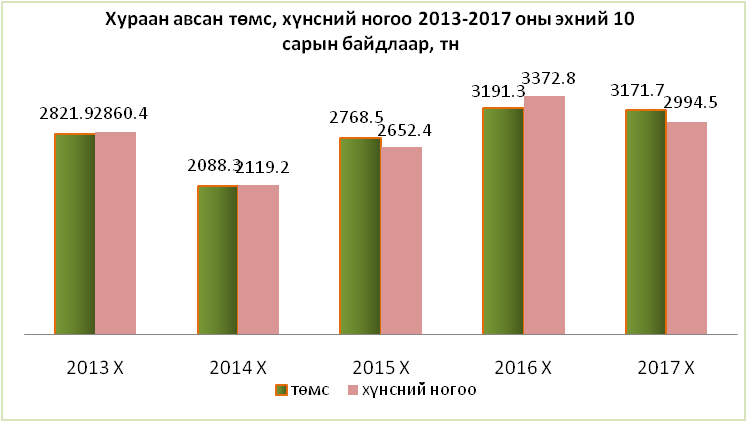 Хураан авсан төмс, хүнсний ногоо 2013-2017 оны эхний 10
сарын байдлаар, тн
2821.9 2860.4
2088.3 2119.2
2768.5 2652.4
3191.3 3372.8
3171.7 2994.5
2013 X 2014 X 2015 X 2016 X 2017 X
төмс хүнсний ногоо